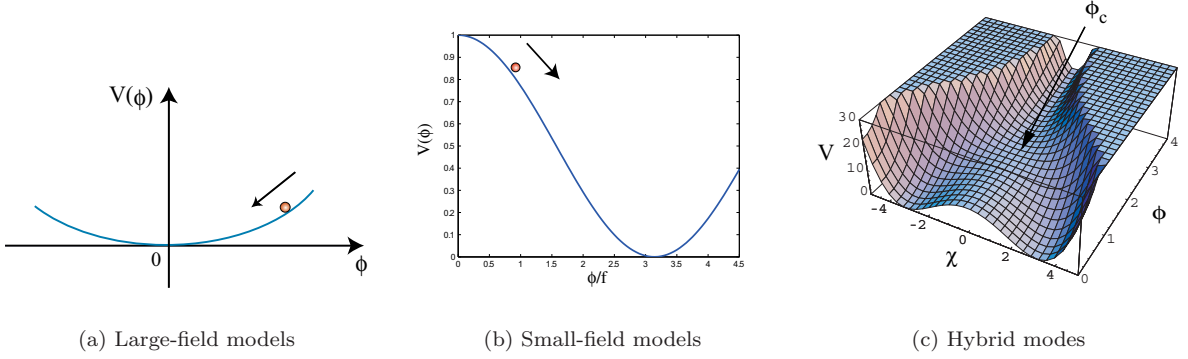 V(ϕ)
0
ϕ
(a) Large-field models
1
0.9
0.8
0.7
0.6
0.5
0.4
0.3
0.2
0.1
0
V(ϕ)
0 0.5 1 1.5 2 2.5 3 3.5 4 4.5
ϕ/f
(b) Small-field models
ϕc
30
20
10
0
V
-4 -2 0 2 4
χ
0 1 2 3 4
ϕ
(c) Hybrid modes